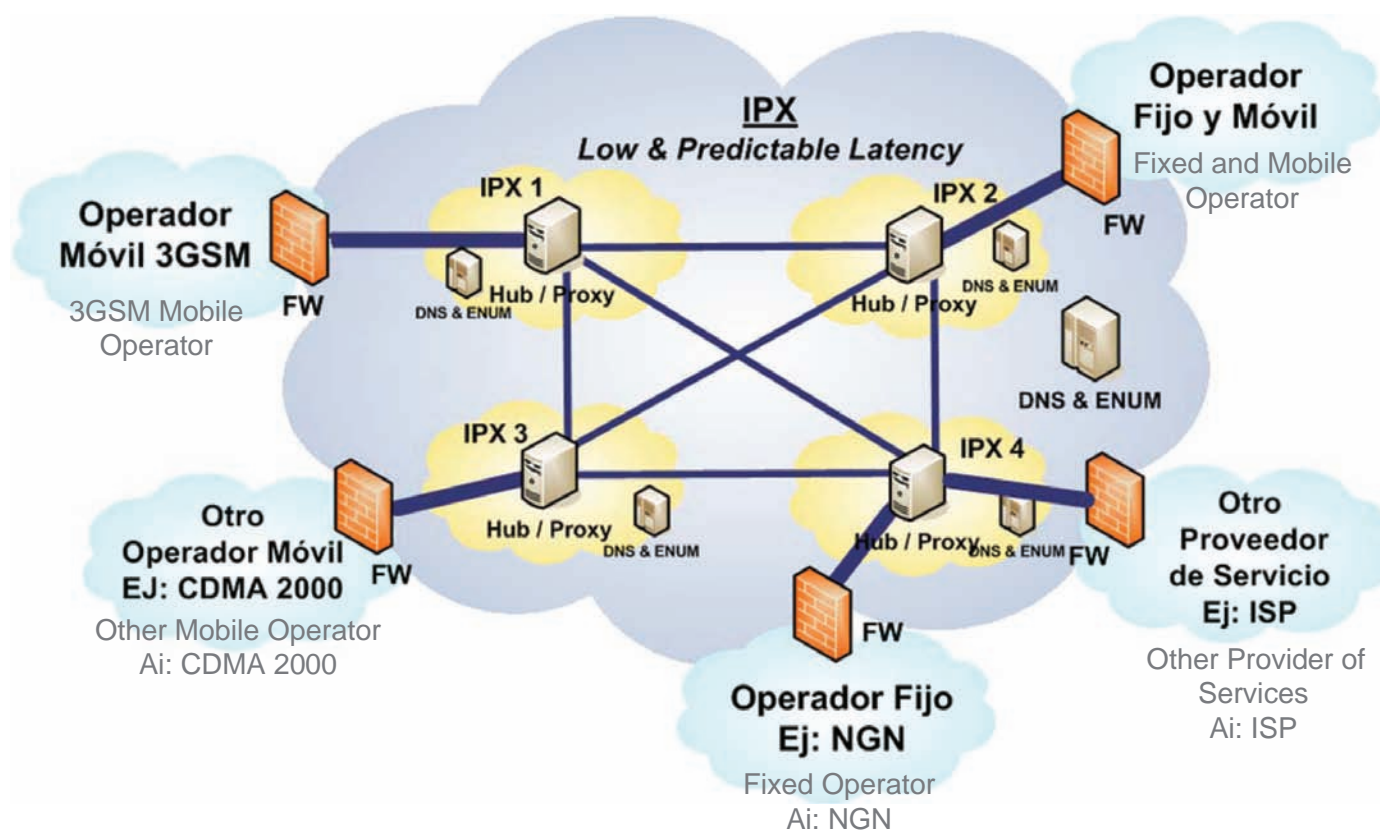 IPX
Low & Predictable Latency
Operador
Fijo y Móvil
Fixed and Mobile
Operator
FW
IPX 1
Hub / Proxy
DNS & ENUM
IPX 2
Hub / Proxy
DNS & ENUM
Operador
Móvil 3GSM
3GSM Mobile
Operator
FW
DNS & ENUM
IPX 3
Hub / Proxy
DNS & ENUM
IPX 4
Hub / Proxy
DNS & ENUM
Otro
Operador Móvil
EJ: CDMA 2000
Other Mobile Operator
Ai: CDMA 2000
FW
FW
Otro
Proveedor
de Servicio
Ej: ISP
Other Provider of
Services
Ai: ISP
FW
Operador Fijo
Ej: NGN
Fixed Operator
Ai: NGN